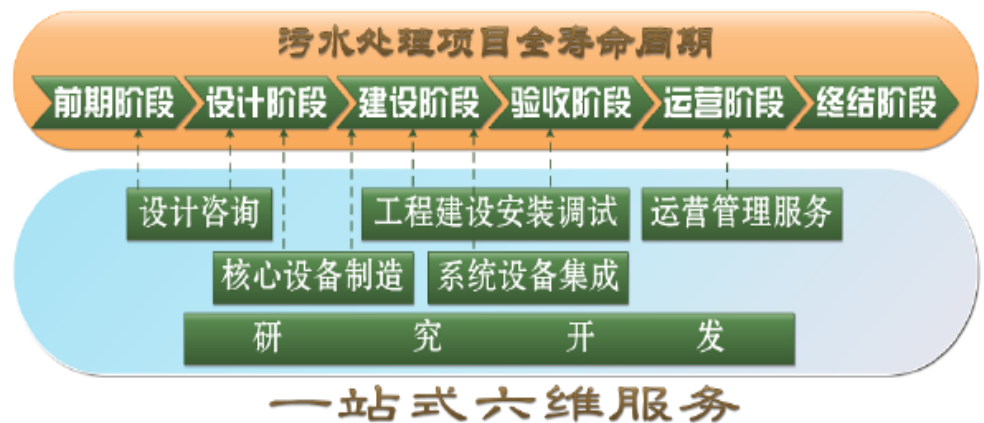 污水处理项目全寿命周期
前期阶段 设计阶段 建设阶段 验收阶段 运营阶段 终结阶段
设计咨询 工程建设安装调试 运营管理服务
核心设备制造 系统设备集成
研究开发
一站式六维服务